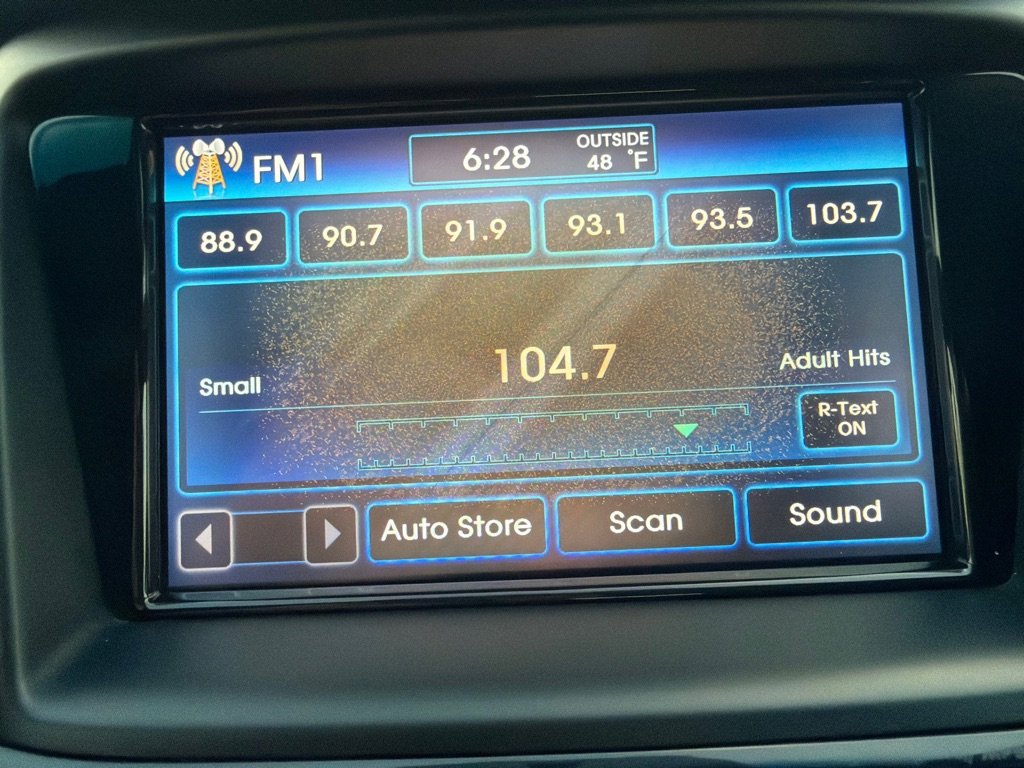 FM1
6:28
OUTSIDE
48 °F
88.9 90.7 91.9 93.1 93.5 103.7
104.7
Small
Adult Hits
R-Text
ON
Auto Store Scan Sound